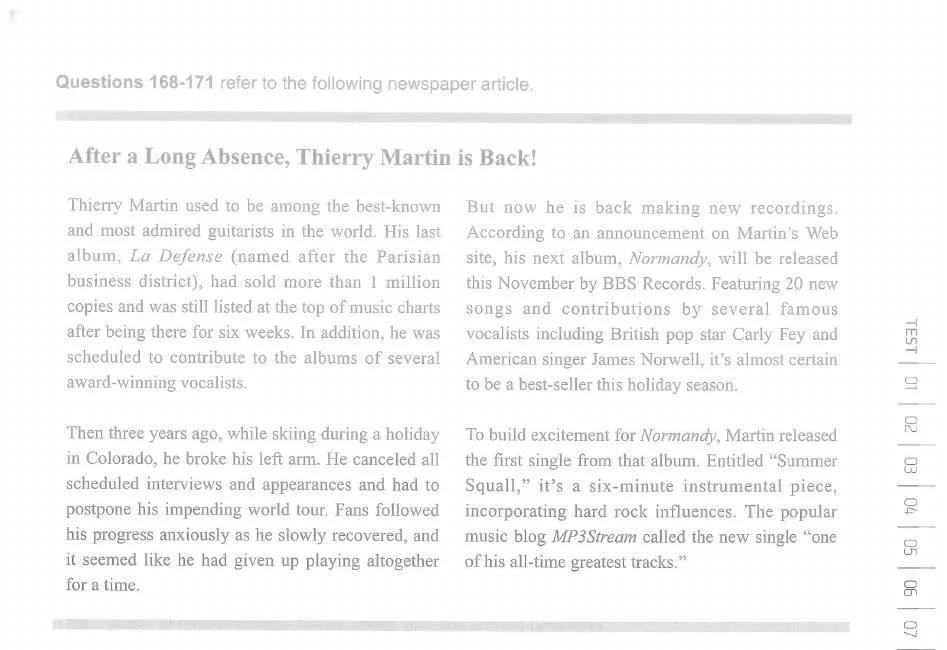 Questions 168-171 refer to the following newspaper article.
After a Long Absence, Thierry Martin is Back!
Thierry Martin used to be among the best-known
and most admired guitarists in the world. His last
album, La Defense (named after the Parisian
business district), had sold more than 1 million
copies and was still listed at the top of music charts
after being there for six weeks. In addition, he was
scheduled to contribute to the albums of several
award-winning vocalists.
Then three years ago, while skiing during a holiday
in Colorado, he broke his left arm. He canceled all
scheduled interviews and appearances and had to
postpone his impending world tour. Fans followed
his progress anxiously as he slowly recovered, and
it seemed like he had given up playing altogether
for a time.
But now he is back making new recordings.
According to an announcement on Martin's Web
site, his next album, Normandy, will be released
this November by BBS Records. Featuring 20 new
songs and contributions by several famous
vocalists including British pop star Carly Fey and
American singer James Norwell, it's almost certain
to be a best-seller this holiday season.
To build excitement for Normandy, Martin released
the first single from that album. Entitled "Summer
Squall," it's a six-minute instrumental piece,
incorporating hard rock influences. The popular
music blog MP3Stream called the new single "one
of his all-time greatest tracks."
TEST
01
02
03
04
05
06
07